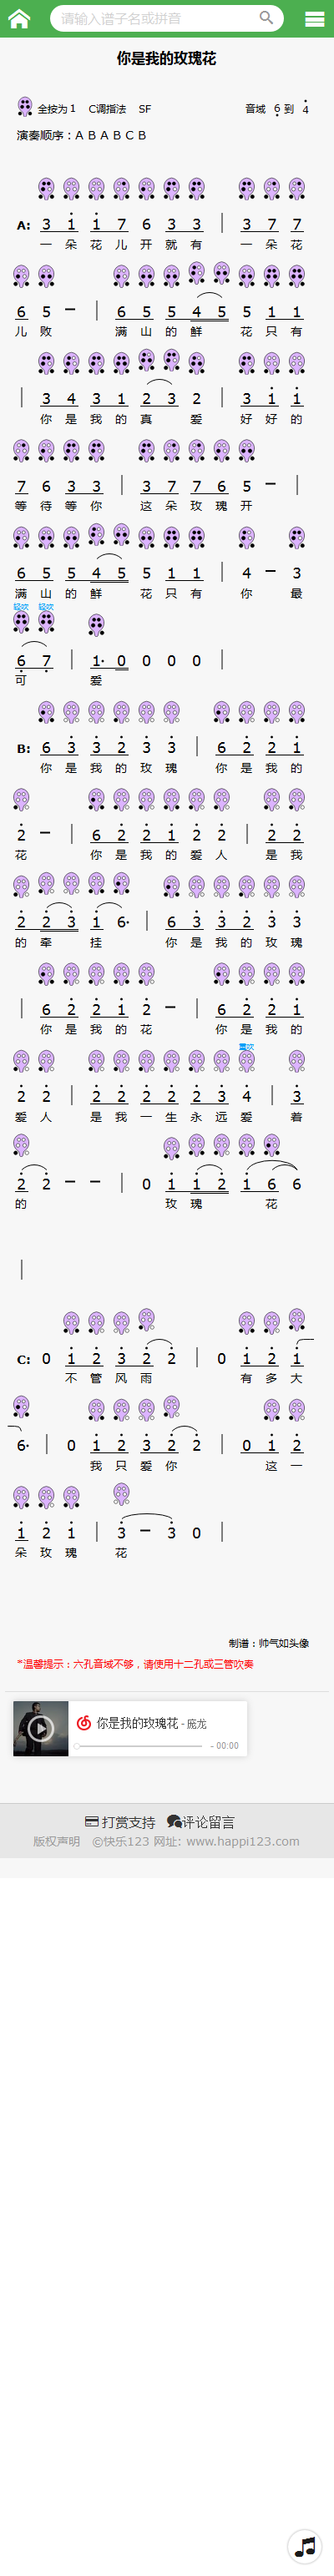 请输入谱子名或拼音
你是我的玫瑰花
全按为1 C调指法 SF 音域 6 到 4
演奏顺序：A B A B C B
A: 3 1 1 7 6 3 3 | 3 7 7
一 朵 花 儿 开 就 有 一 朵 花
6 5 - | 6 5 5 4 5 5 1 1
儿 败 满 山 的 鲜 花 只 有
| 3 4 3 1 2 3 2 | 3 1 1
你 是 我 的 真 爱 好 好 的
7 6 3 3 | 3 7 7 6 5 - |
等 待 等 你 这 朵 玫 瑰 开
6 5 5 4 5 5 1 1 | 4 - 3
满 山 的 鲜 花 只 有 你 最
轻吹 轻吹
6 7 | 1· 0 0 0 0 |
可 爱
B: 6 3 3 2 3 3 | 6 2 2 1
你 是 我 的 玫 瑰 你 是 我 的
2 - | 6 2 2 1 2 2 | 2 2
花 你 是 我 的 爱 人 是 我
2 2 3 1 6· | 6 3 3 2 3 3
的 牵 挂 你 是 我 的 玫 瑰
| 6 2 2 1 2 - | 6 2 2 1
你 是 我 的 花 你 是 我 的
重吹
2 2 | 2 2 2 2 2 3 4 | 3
爱 人 是 我 一 生 永 远 爱 着
2 2 - - | 0 1 1 2 1 6 6
的 玫 瑰 花
|
C: 0 1 2 3 2 2 | 0 1 2 1
不 管 风 雨 有 多 大
6· | 0 1 2 3 2 2 | 0 1 2
我 只 爱 你 这 一
1 2 1 | 3 - 3 0 |
朵 玫 瑰 花
制谱：帅气如头像
*温馨提示：六孔音域不够，请使用十二孔或三管吹奏
你是我的玫瑰花 - 庞龙
- 00:00
打赏支持 评论留言
版权声明 ©快乐123 网址: www.happi123.com